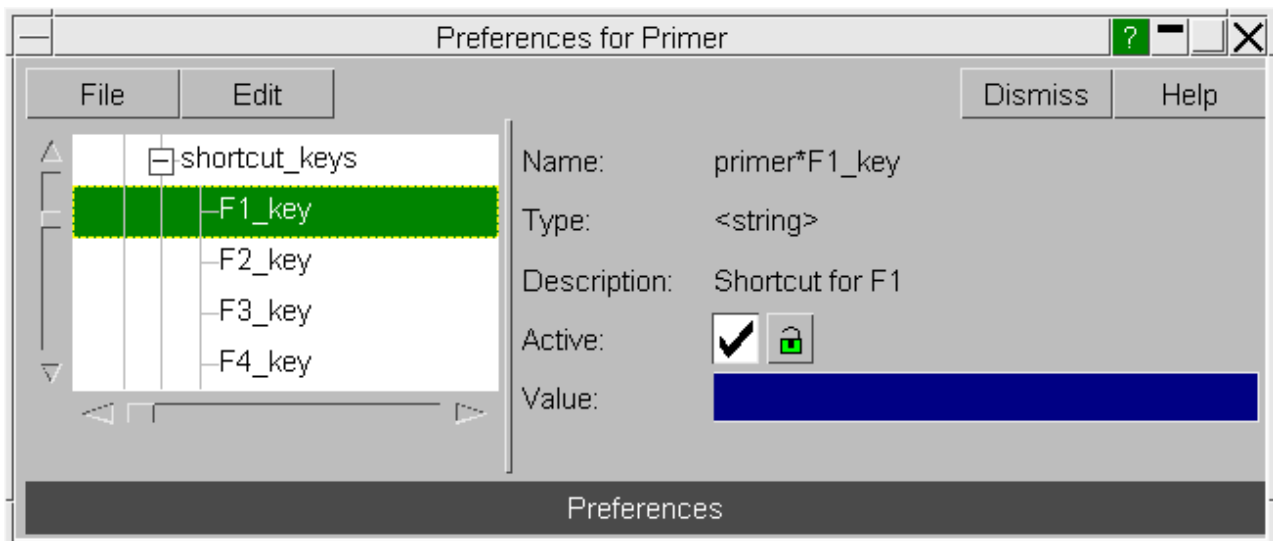 Preferences for Primer ?
File Edit Dismiss Help
shortcut_keys
F1_key
F2_key
F3_key
F4_key
Name: primer*F1_key
Type: <string>
Description: Shortcut for F1
Active:
Value:
Preferences